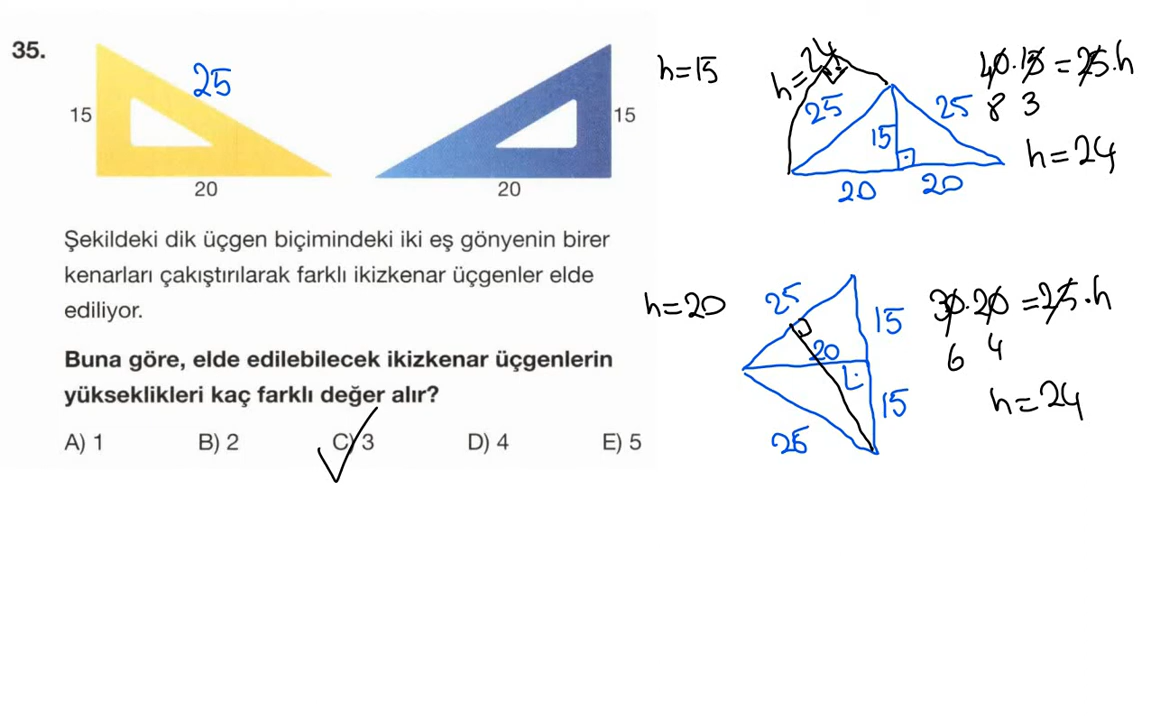 35.
25
15
20
15
20
Şekildeki dik üçgen biçimindeki iki eş gönyenin birer
kenarları çakıştırılarak farklı ikizkenar üçgenler elde
ediliyor.
Buna göre, elde edilebilecek ikizkenar üçgenlerin
yükseklikleri kaç farklı değer alır?
A) 1 B) 2 C) 3 D) 4 E) 5
h=15
h=24
25
25
15
20
20
40.15 = 25.h
8 3
h=24
h=20
25
15
20
15
25
30.20 = 25.h
6 4
h=24